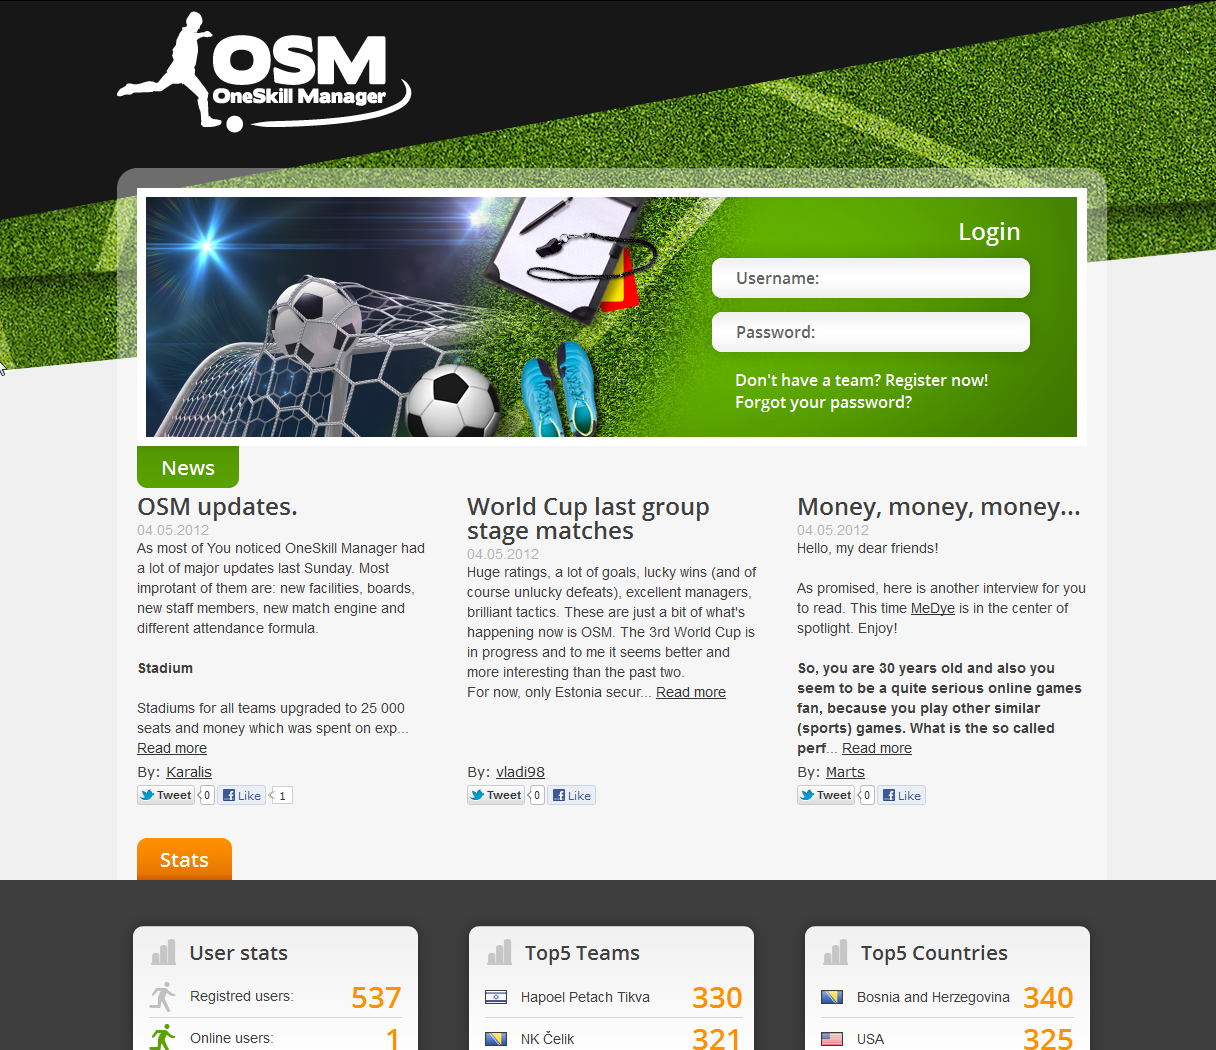 OSM
OneSkill Manager
Login
Username:
Password:
Don't have a team? Register now!
Forgot your password?
News
OSM updates.
04.05.2012
As most of You noticed OneSkill Manager had
a lot of major updates last Sunday. Most
improtant of them are: new facilities, boards,
new staff members, new match engine and
different attendance formula.
Stadium
Stadiums for all teams upgraded to 25 000
seats and money which was spent on exp...
Read more
By: Karalis
Tweet 0 Like 1
World Cup last group
stage matches
04.05.2012
Huge ratings, a lot of goals, lucky wins (and of
course unlucky defeats), excellent managers,
brilliant tactics. These are just a bit of what's
happening now is OSM. The 3rd World Cup is
in progress and to me it seems better and
more interesting than the past two.
For now, only Estonia secur... Read more
By: vladi98
Tweet 0 Like
Money, money, money...
04.05.2012
Hello, my dear friends!
As promised, here is another interview for you
to read. This time MeDye is in the center of
spotlight. Enjoy!
So, you are 30 years old and also you
seem to be a quite serious online games
fan, because you play other similar
(sports) games. What is the so called
perf... Read more
By: Marts
Tweet 0 Like
Stats
User stats
Registred users: 537
Online users: 1
Top5 Teams
Hapoel Petach Tikva 330
NK Čelik 321
Top5 Countries
Bosnia and Herzegovina 340
USA 325